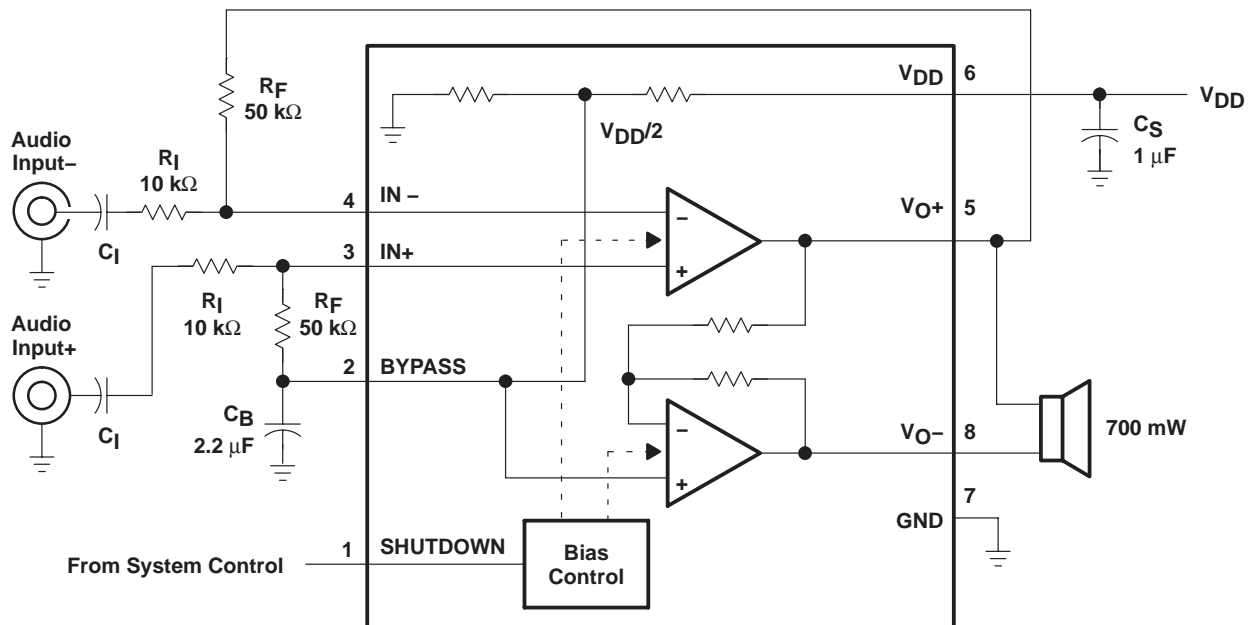 VDD 6
RF
50 kΩ
VDD/2
VDD
CS
1 μF
Audio
Input–
RI
10 kΩ
CI
4 IN –
VO+ 5
–
+
3 IN+
RI
10 kΩ
RF
50 kΩ
Audio
Input+
CI
2 BYPASS
CB
2.2 μF
–
+
VO– 8
700 mW
7
GND
From System Control
1 SHUTDOWN
Bias
Control